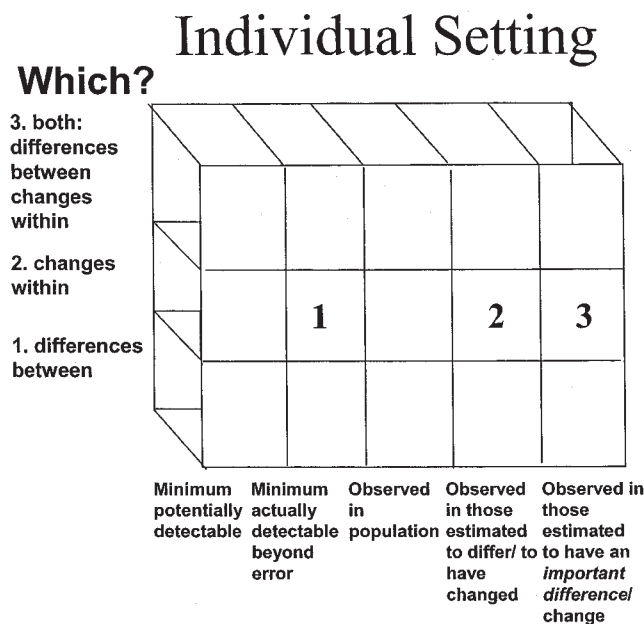 Individual Setting
Which?
3. both:
differences
between
changes
within
2. changes
within
1. differences
between
1
2
3
Minimum
potentially
detectable
Minimum
actually
detectable
beyond
error
Observed
in
population
Observed
in those
estimated
to differ/ to
have
changed
Observed in
those
estimated
to have an
important
difference/
change